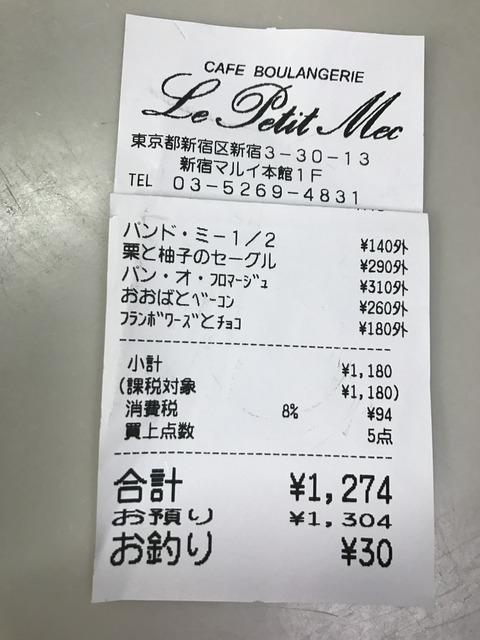 CAFE BOULANGERIE
Le Petit Mec
東京都新宿区新宿3-30-13
新宿マルイ本館1F
TEL 03-5269-4831
パンド・ミー1/2 ¥140外
栗と柚子のセーグル ¥290外
パン・オ・フロマージュ ¥310外
おおばとベーコン ¥260外
フランボワーズとチョコ ¥180外
小計 ¥1,180
(課税対象 ¥1,180)
消費税 8% ¥94
買上点数 5点
合計 ¥1,274
お預り ¥1,304
お釣り ¥30